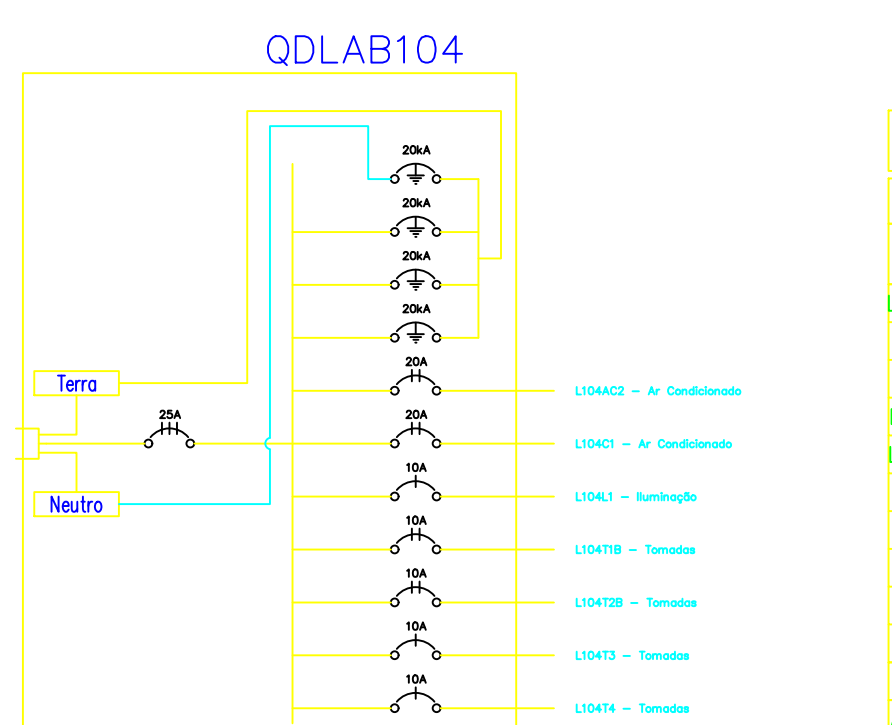 QDLAB104
20kA
20kA
20kA
20kA
20A
L104AC2 – Ar Condicionado
Terra
25A
20A
L104C1 – Ar Condicionado
10A
L104L1 – Iluminação
Neutro
10A
L104T1B – Tomadas
10A
L104T2B – Tomadas
10A
L104T3 – Tomadas
10A
L104T4 – Tomadas